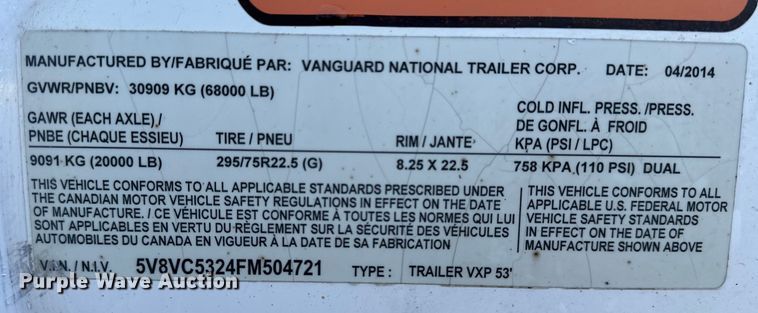 MANUFACTURED BY/FABRIQUÉ PAR: VANGUARD NATIONAL TRAILER CORP. DATE: 04/2014
GVWR/PNBV: 30909 KG (68000 LB)
GAWR (EACH AXLE)./
PNBE (CHAQUE ESSIEU) TIRE / PNEU RIM / JANTE
COLD INFL. PRESS./PRESS.
DE GONFL. À FROID
KPA (PSI / LPC)
9091 KG (20000 LB) 295/75R22.5 (G) 8.25 X 22.5 758 KPA (110 PSI) DUAL
THIS VEHICLE CONFORMS TO ALL APPLICABLE STANDARDS PRESCRIBED UNDER
THE CANADIAN MOTOR VEHICLE SAFETY REGULATIONS IN EFFECT ON THE DATE
OF MANUFACTURE. / CE VÉHICULE EST CONFORME À TOUTES LES NORMES QUI LUI
SONT APPLICABLES EN VERTU DU RÈGLEMENT SUR LA SÉCURITÉ DES VÉHICULES
AUTOMOBILES DU CANADA EN VIGUEUR À LA DATE DE SA FABRICATION
THIS VEHICLE CONFORMS TO ALL
APPLICABLE U.S. FEDERAL MOTOR
VEHICLE SAFETY STANDARDS
IN EFFECT ON THE DATE OF
MANUFACTURE SHOWN ABOVE
V.I.N. / N.I.V. 5V8VC5324FM504721 TYPE : TRAILER VXP 53'
Purple Wave Auction